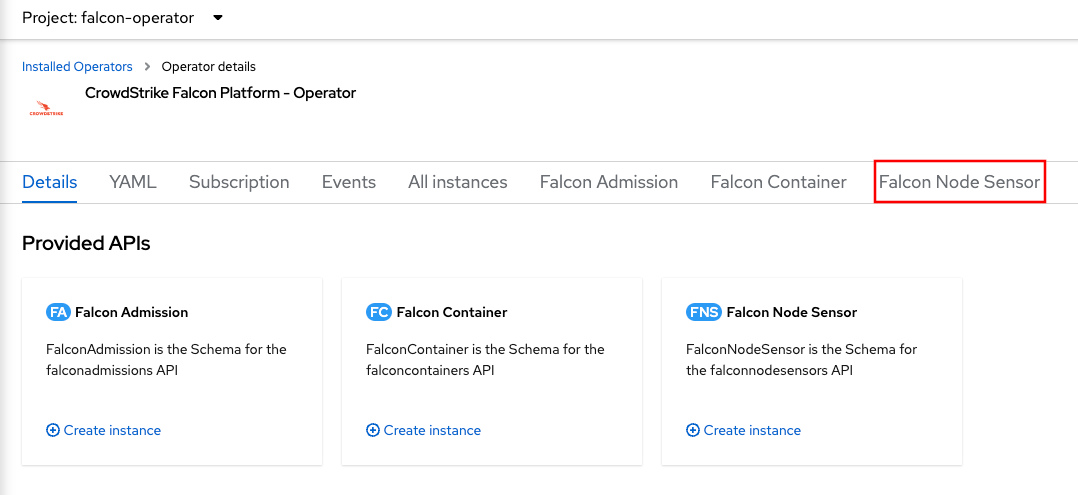 Project: falcon-operator
Installed Operators > Operator details
CROWDSTRIKE
CrowdStrike Falcon Platform - Operator
Details YAML Subscription Events All instances Falcon Admission Falcon Container Falcon Node Sensor
Provided APIs
FA Falcon Admission
FalconAdmission is the Schema for the
falconadmissions API
Create instance
FC Falcon Container
FalconContainer is the Schema for the
falconcontainers API
Create instance
FNS Falcon Node Sensor
FalconNodeSensor is the Schema for
the falconnodesensors API
Create instance